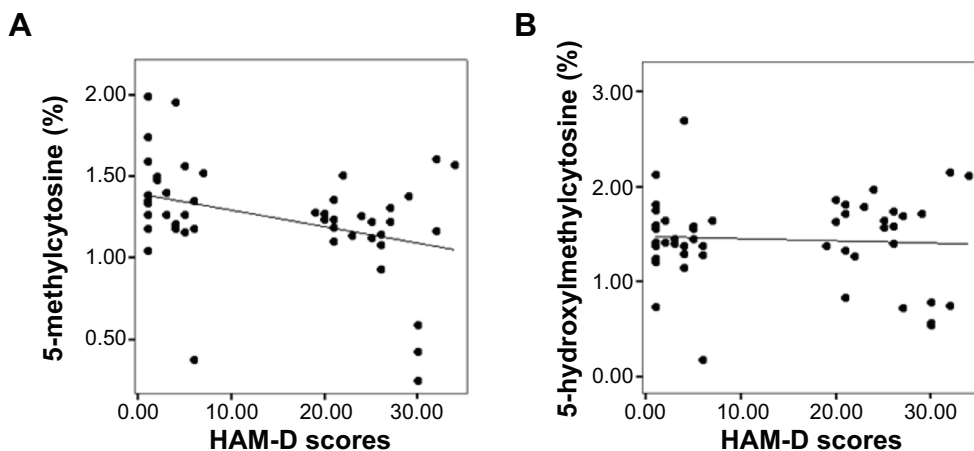 A
5-methylcytosine (%)
2.00
1.50
1.00
0.50
0.00
10.00
20.00
30.00
HAM-D scores
B
5-hydroxylmethylcytosine (%)
3.00
2.00
1.00
0.00
0.00
10.00
20.00
30.00
HAM-D scores